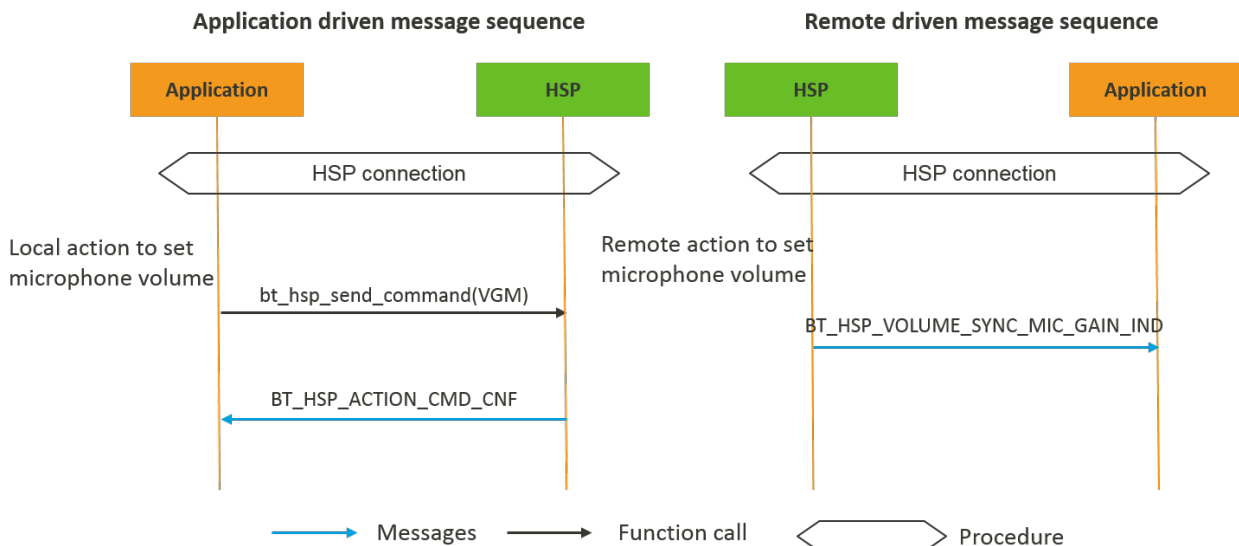 Application driven message sequence
Remote driven message sequence
Application
HSP
HSP
Application
HSP connection
HSP connection
Local action to set
microphone volume
Remote action to set
microphone volume
bt_hsp_send_command(VGM)
BT_HSP_VOLUME_SYNC_MIC_GAIN_IND
BT_HSP_ACTION_CMD_CNF
Messages
Function call
Procedure